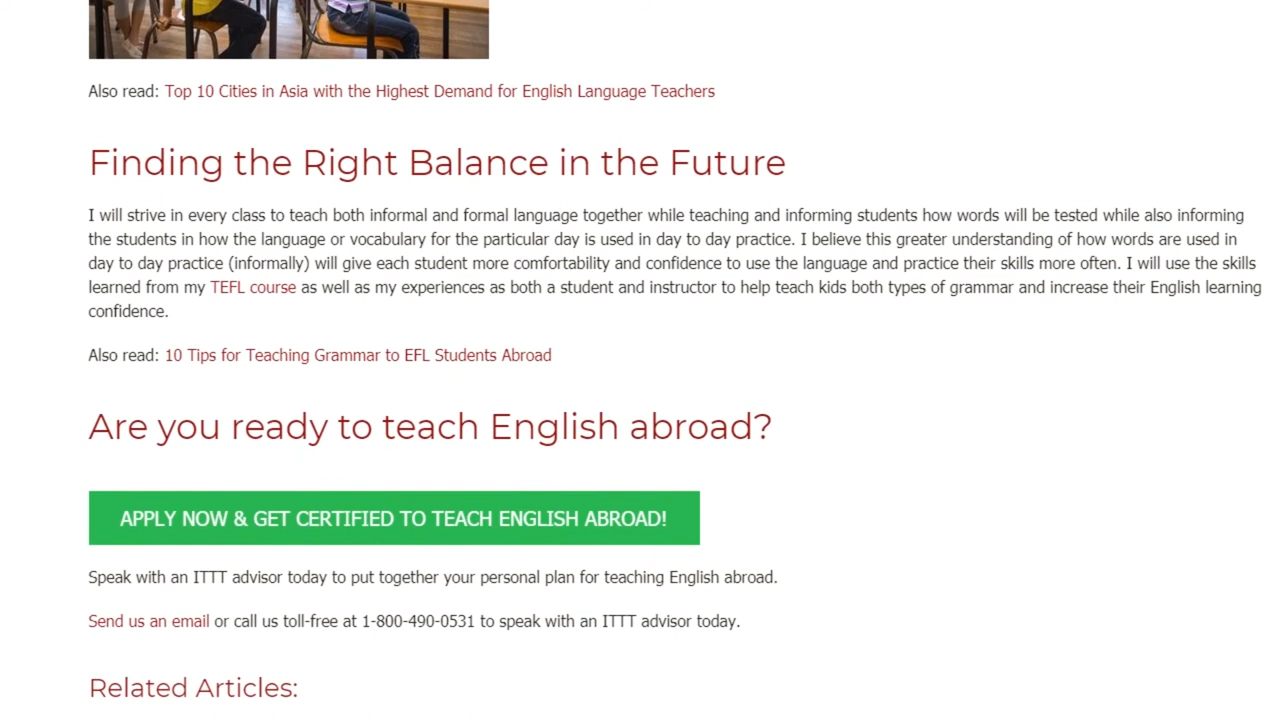 Also read: Top 10 Cities in Asia with the Highest Demand for English Language Teachers
Finding the Right Balance in the Future
I will strive in every class to teach both informal and formal language together while teaching and informing students how words will be tested while also informing
the students in how the language or vocabulary for the particular day is used in day to day practice. I believe this greater understanding of how words are used in
day to day practice (informally) will give each student more comfortability and confidence to use the language and practice their skills more often. I will use the skills
learned from my TEFL course as well as my experiences as both a student and instructor to help teach kids both types of grammar and increase their English learning
confidence.
Also read: 10 Tips for Teaching Grammar to EFL Students Abroad
Are you ready to teach English abroad?
APPLY NOW & GET CERTIFIED TO TEACH ENGLISH ABROAD!
Speak with an ITTT advisor today to put together your personal plan for teaching English abroad.
Send us an email or call us toll-free at 1-800-490-0531 to speak with an ITTT advisor today.
Related Articles: